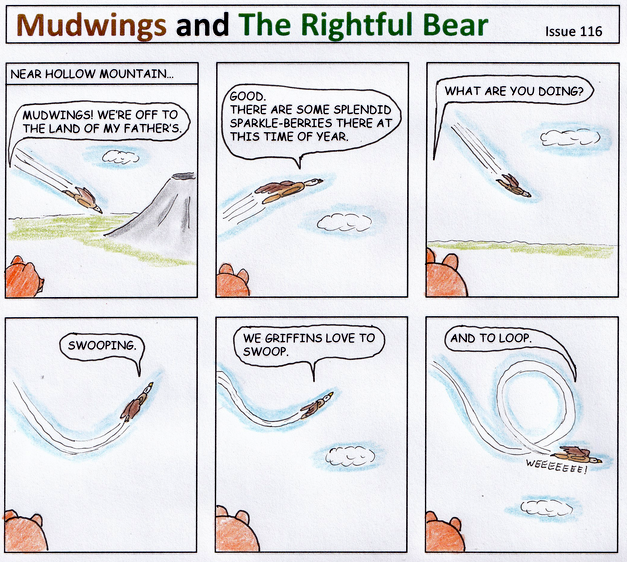 Mudwings and The Rightful Bear
Issue 116
NEAR HOLLOW MOUNTAIN...
MUDWINGS! WE'RE OFF TO
THE LAND OF MY FATHER'S.
GOOD.
THERE ARE SOME SPLENDID
SPARKLE-BERRIES THERE AT
THIS TIME OF YEAR.
WHAT ARE YOU DOING?
SWOOPING.
WE GRIFFINS LOVE TO
SWOOP.
AND TO LOOP.
WEEEEEEE!